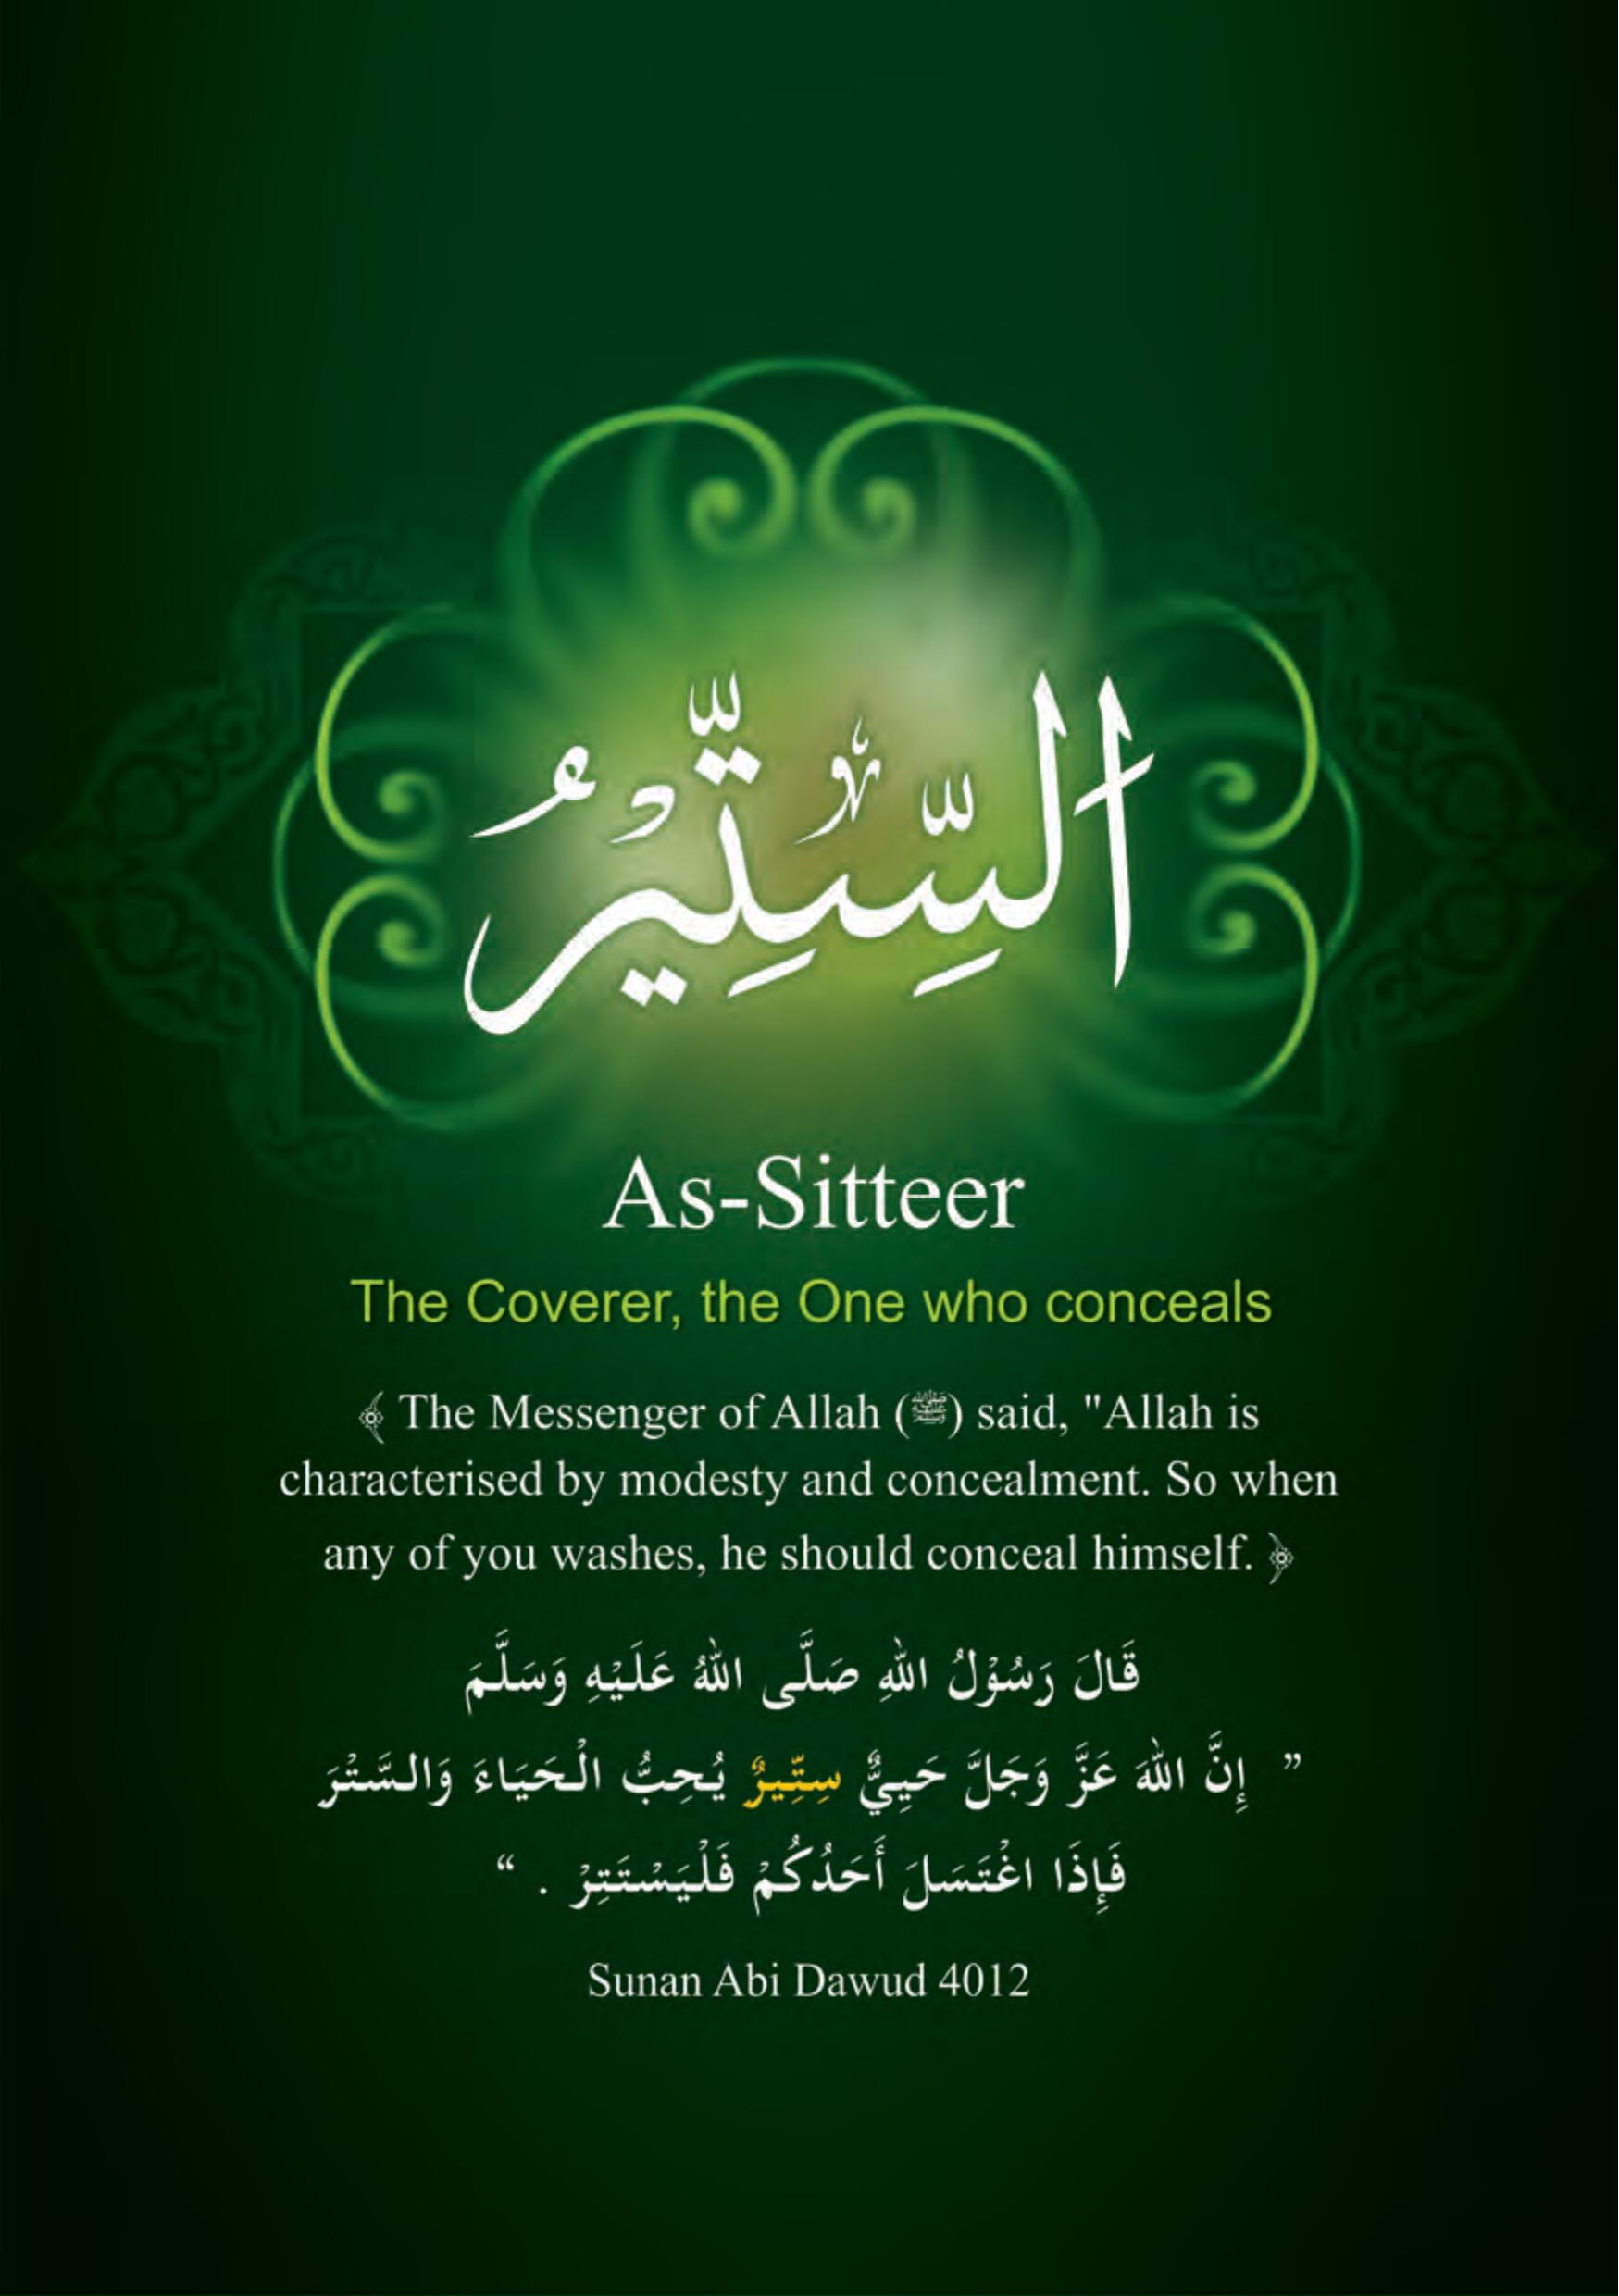 السِّتِّيْرُ
As-Sitteer
The Coverer, the One who conceals
﴾ The Messenger of Allah (ﷺ) said, "Allah is
characterised by modesty and concealment. So when
any of you washes, he should conceal himself. ﴿
قَالَ رَسُوْلُ اللهِ صَلَّى اللهُ عَلَيْهِ وَسَلَّمَ
” إِنَّ اللهَ عَزَّ وَجَلَّ حَيِيٌّ سِتِّيرٌ يُحِبُّ الْحَيَاءَ وَالسَّتْرَ
فَإِذَا اغْتَسَلَ أَحَدُكُمْ فَلْيَسْتَتِرْ . “
Sunan Abi Dawud 4012